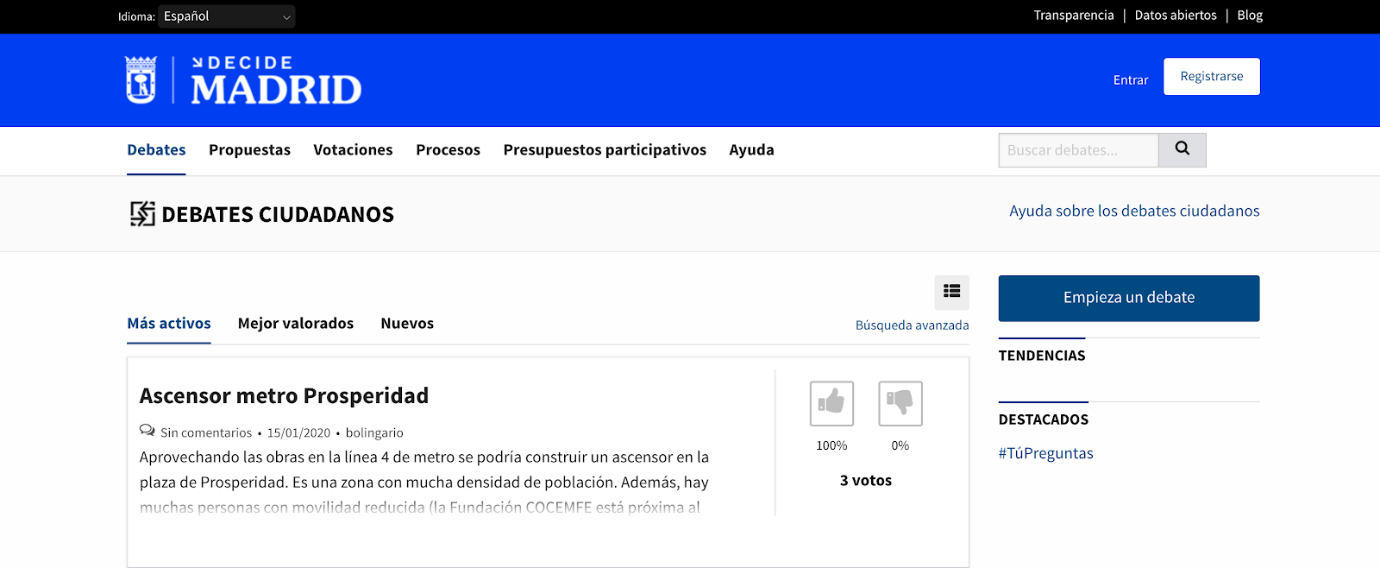 Idioma: Español
Transparencia | Datos abiertos | Blog
DECIDE
MADRID
Entrar Registrarse
Debates Propuestas Votaciones Procesos Presupuestos participativos Ayuda
Buscar debates...
DEBATES CIUDADANOS
Ayuda sobre los debates ciudadanos
Más activos Mejor valorados Nuevos
Búsqueda avanzada
Ascensor metro Prosperidad
Sin comentarios • 15/01/2020 • bolingario
Aprovechando las obras en la línea 4 de metro se podría construir un ascensor en la
plaza de Prosperidad. Es una zona con mucha densidad de población. Además, hay
muchas personas con movilidad reducida (la Fundación COCEMFE está próxima al
100% 0%
3 votos
Empieza un debate
TENDENCIAS
DESTACADOS
#TúPreguntas